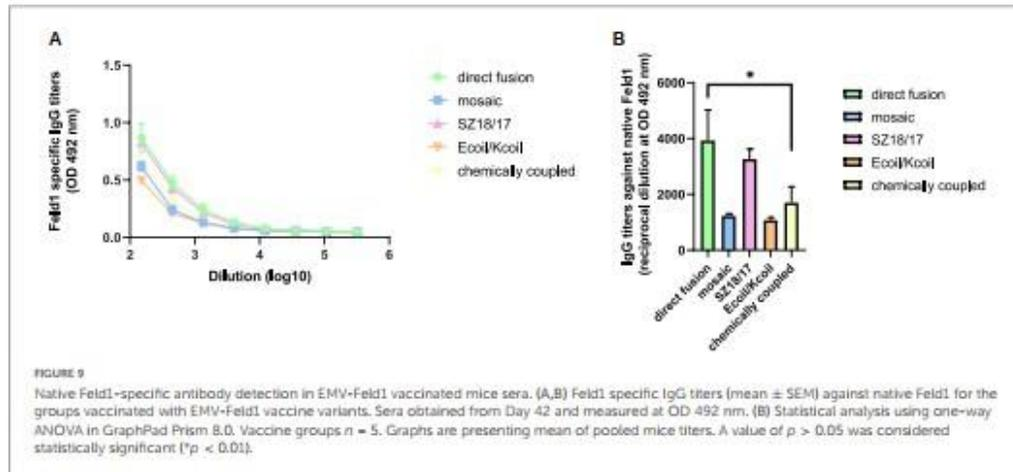 A
Feld1 specific IgG titers
(OD 492 nm)
1.5
1.0
0.5
0.0
2
3
4
5
6
Dilution (log10)
direct fusion
mosaic
SZ18/17
Ecoil/Kcoil
chemically coupled
B
IgG titers against native Feld1
(reciprocal dilution at OD 492 nm)
6000
4000
2000
0
*
direct fusion
mosaic
SZ18/17
Ecoil/Kcoil
chemically coupled
direct fusion
mosaic
SZ18/17
Ecoil/Kcoil
chemically coupled
FIGURE 9
Native Feld1-specific antibody detection in EMV-Feld1 vaccinated mice sera. (A,B) Feld1 specific IgG titers (mean ± SEM) against native Feld1 for the
groups vaccinated with EMV-Feld1 vaccine variants. Sera obtained from Day 42 and measured at OD 492 nm. (B) Statistical analysis using one-way
ANOVA in GraphPad Prism 8.0. Vaccine groups n = 5. Graphs are presenting mean of pooled mice titers. A value of p > 0.05 was considered
statistically significant (*p < 0.01).